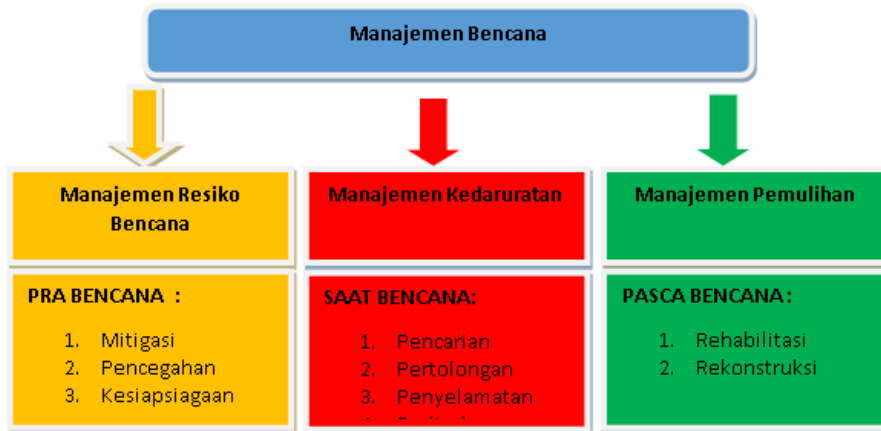 Manajemen Bencana
Manajemen Resiko
Bencana
Manajemen Kedaruratan
Manajemen Pemulihan
PRA BENCANA :
1. Mitigasi
2. Pencegahan
3. Kesiapsiagaan
SAAT BENCANA:
1. Pencarian
2. Pertolongan
3. Penyelamatan
PASCA BENCANA:
1. Rehabilitasi
2. Rekonstruksi